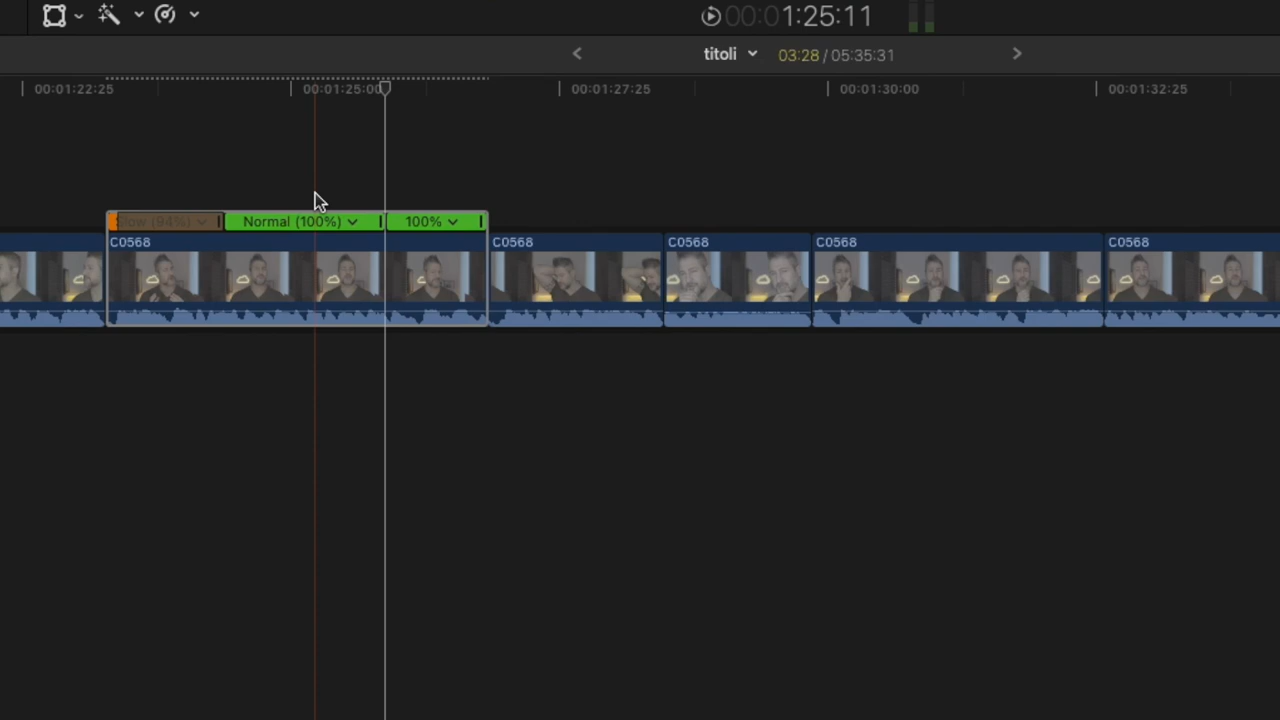 00:01:25:11
titoli 03:28 / 05:35:31
00:01:22:25 00:01:25:00 00:01:27:25 00:01:30:00 00:01:32:25
Slow (94%) Normal (100%) 100%
C0568 C0568 C0568 C0568 C0568